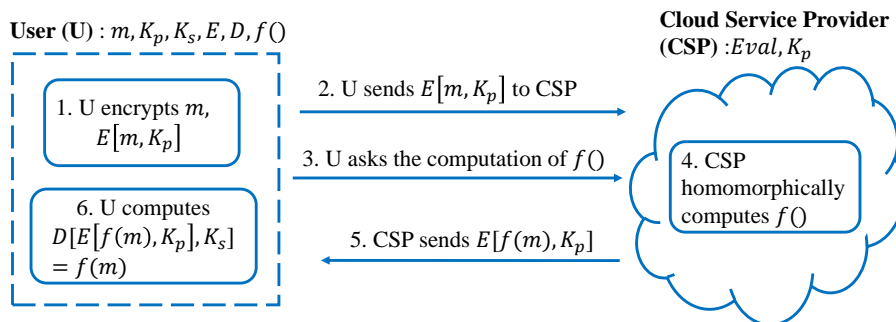 User (U) : m, K_p, K_s, E, D, f()
1. U encrypts m,
E[m, K_p]
6. U computes
D[E[f(m), K_p], K_s]
= f(m)
2. U sends E[m, K_p] to CSP
3. U asks the computation of f()
5. CSP sends E[f(m), K_p]
Cloud Service Provider
(CSP) :Eval, K_p
4. CSP
homomorphically
computes f()